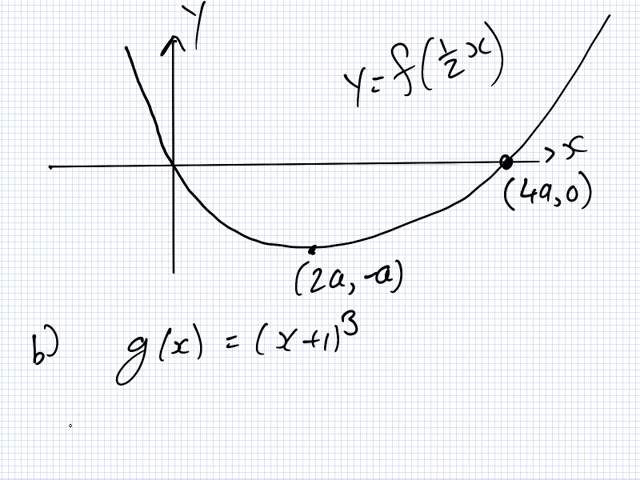 Y
y = f(½x)
x
(4a, 0)
(2a, -a)
b) g(x) = (x+1)³